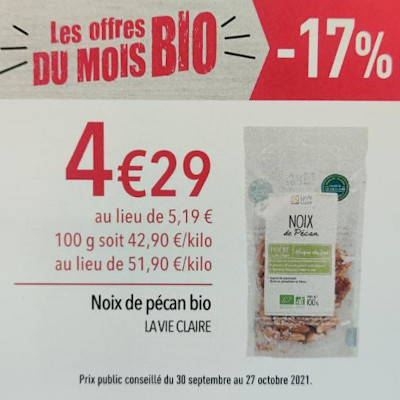 Les offres
DU MOIS BIO
-17%
4€29
au lieu de 5,19 €
100 g soit 42,90 €/kilo
au lieu de 51,90 €/kilo
Noix de pécan bio
LA VIE CLAIRE
NOIX
de Pécan
100g
Prix public conseillé du 30 septembre au 27 octobre 2021.